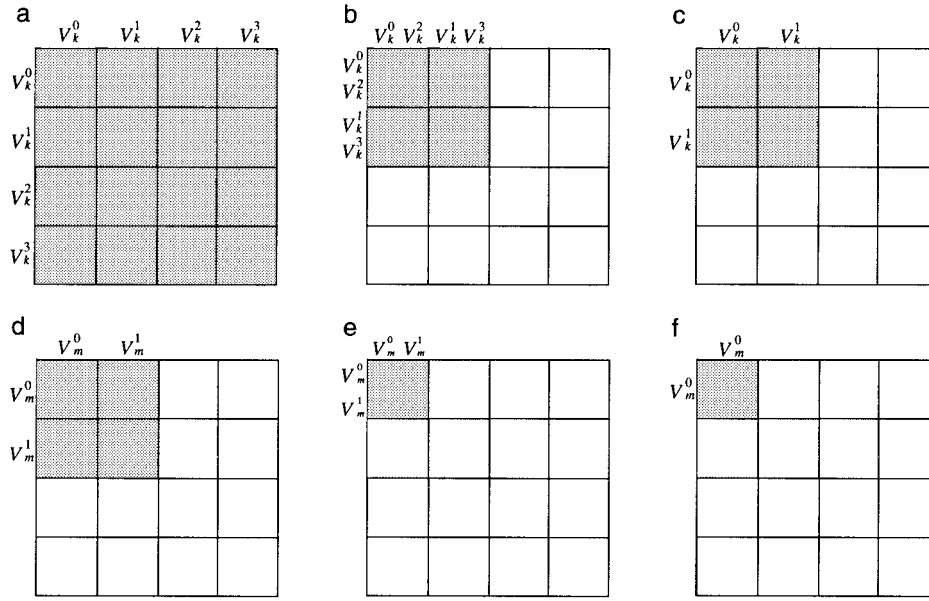 a b c
V_k^0 V_k^1 V_k^2 V_k^3
V_k^0
V_k^1
V_k^2
V_k^3
V_k^0 V_k^2 V_k^1 V_k^3
V_k^0
V_k^2
V_k^1
V_k^3
V_k^0 V_k^1
V_k^0
V_k^1
d e f
V_m^0 V_m^1
V_m^0
V_m^1
V_m^0 V_m^1
V_m^0
V_m^1
V_m^0
V_m^0